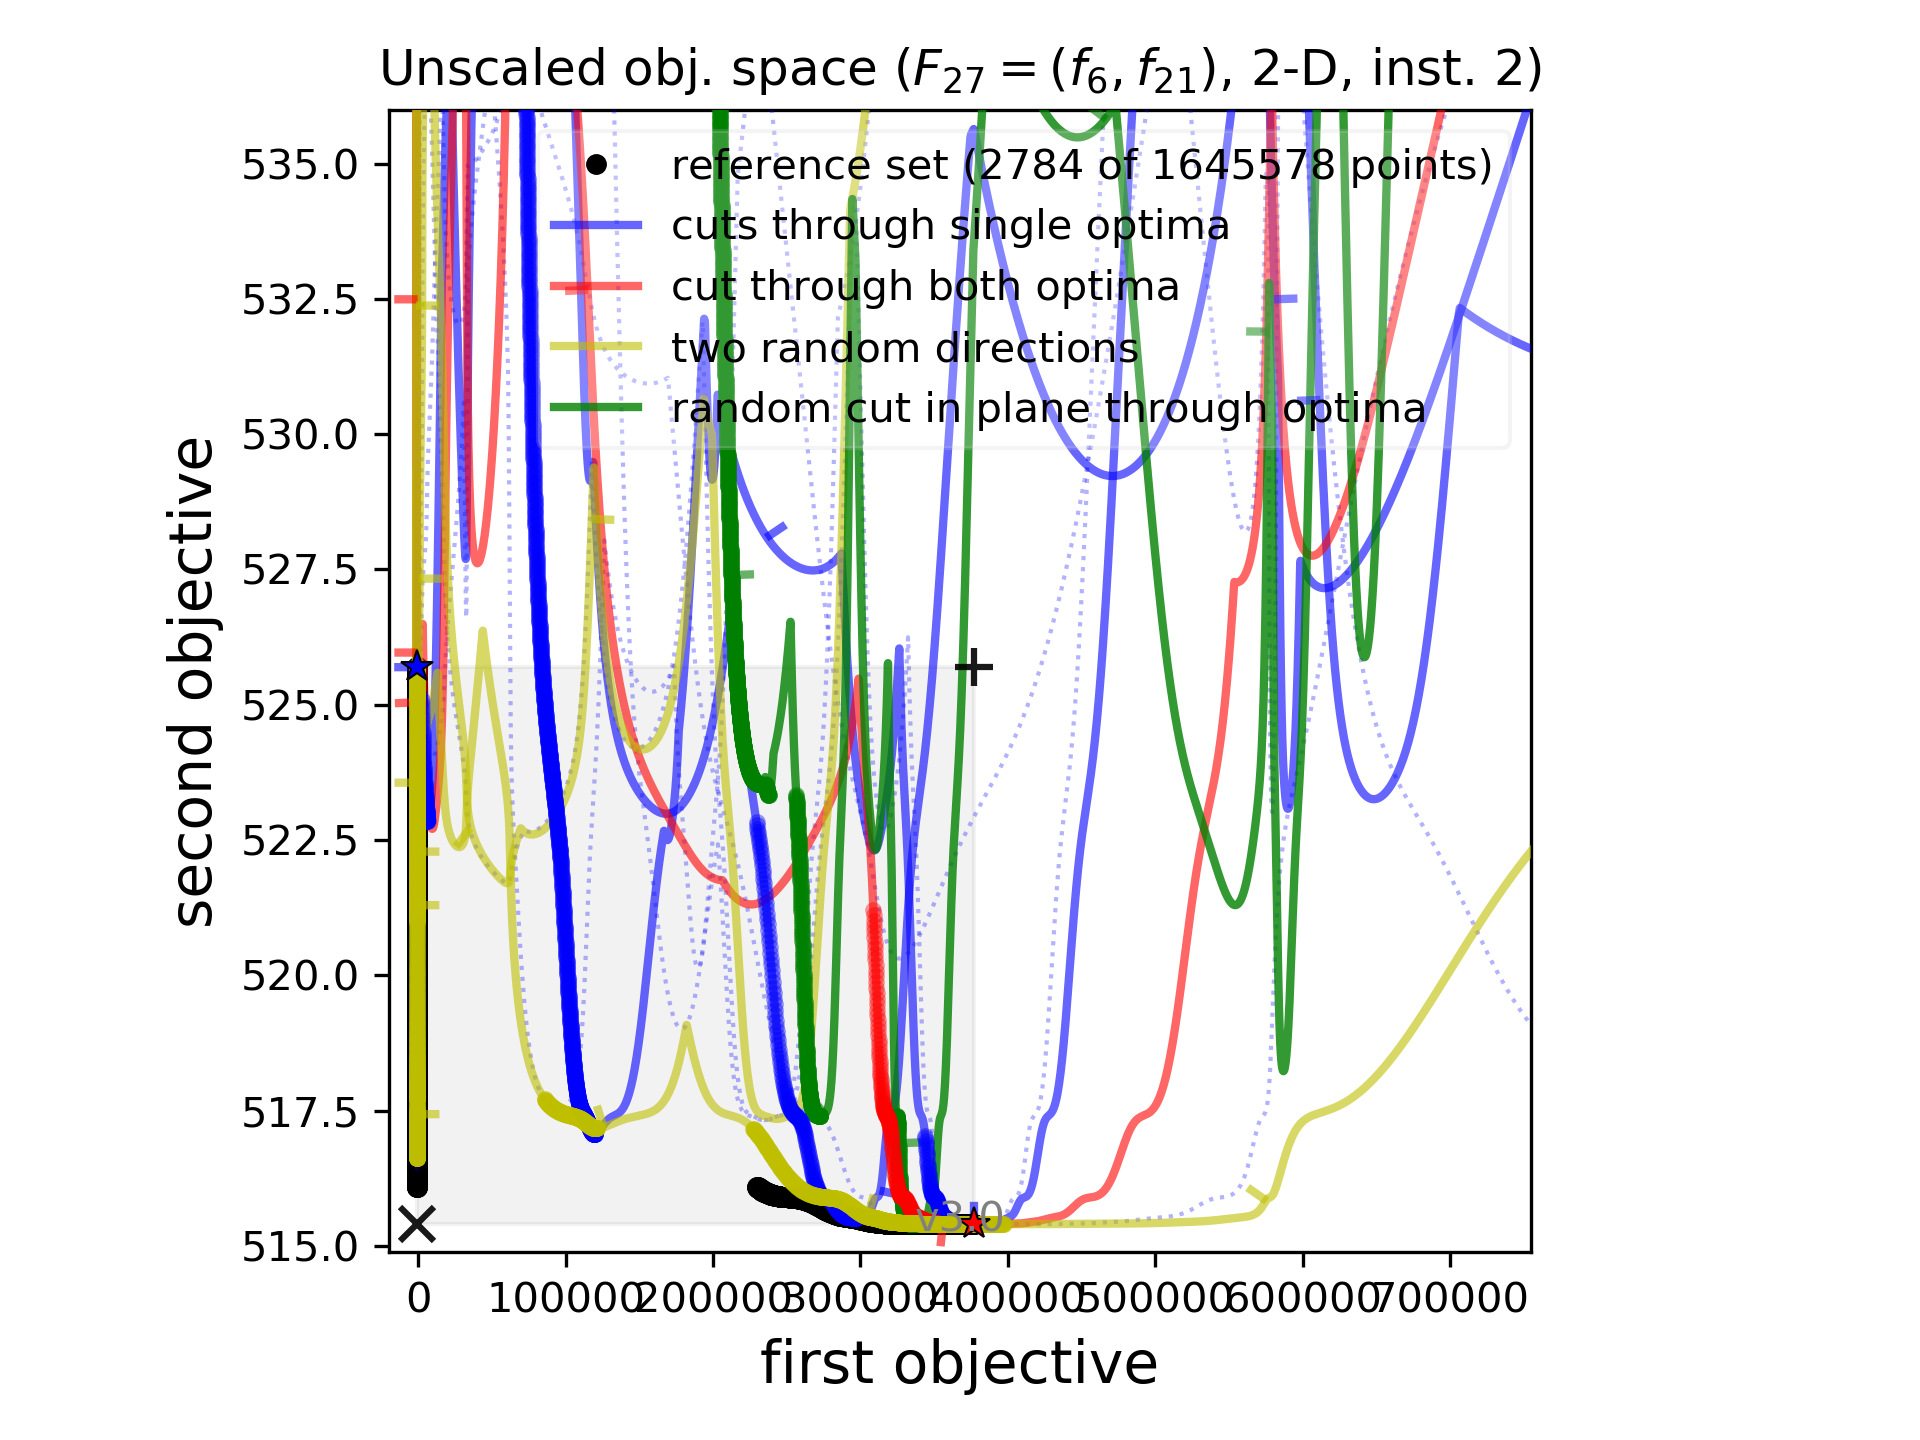 Unscaled obj. space (F27 = (f6, f21), 2-D, inst. 2)
reference set (2784 of 1645578 points)
cuts through single optima
cut through both optima
two random directions
random cut in plane through optima
second objective
535.0
532.5
530.0
527.5
525.0
522.5
520.0
517.5
515.0
v3.0
0 100000 200000 300000 400000 500000 600000 700000
first objective